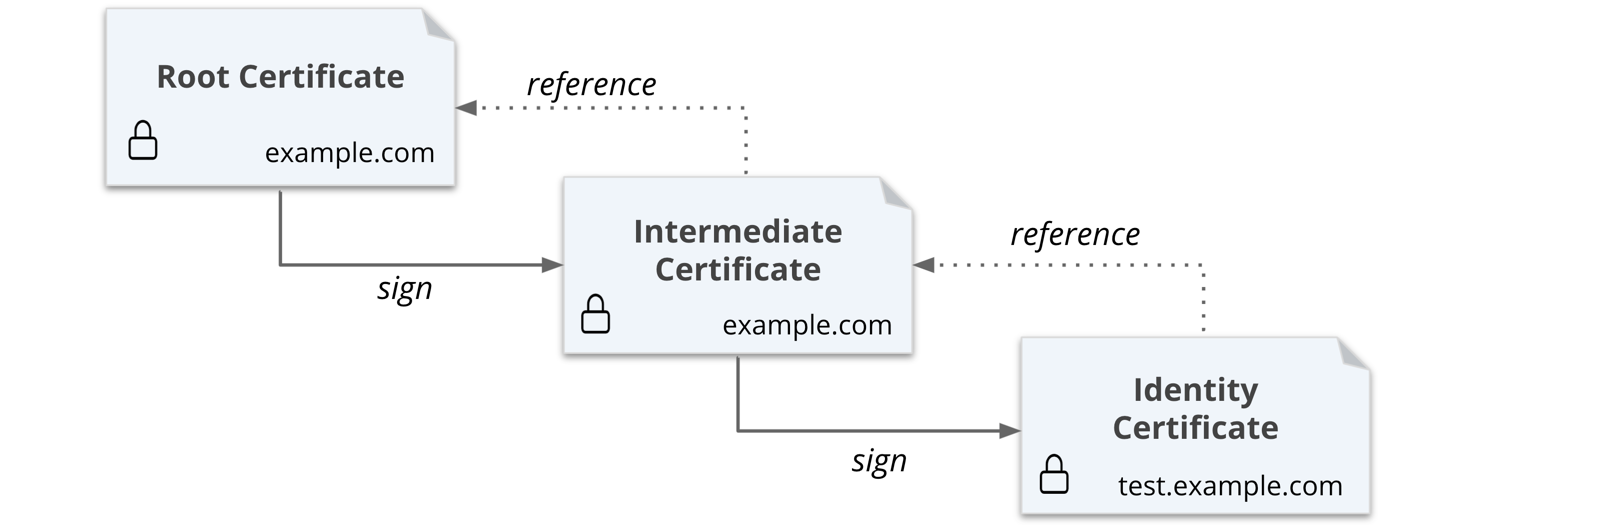 Root Certificate
example.com
reference
sign
Intermediate
Certificate
example.com
reference
sign
Identity
Certificate
test.example.com